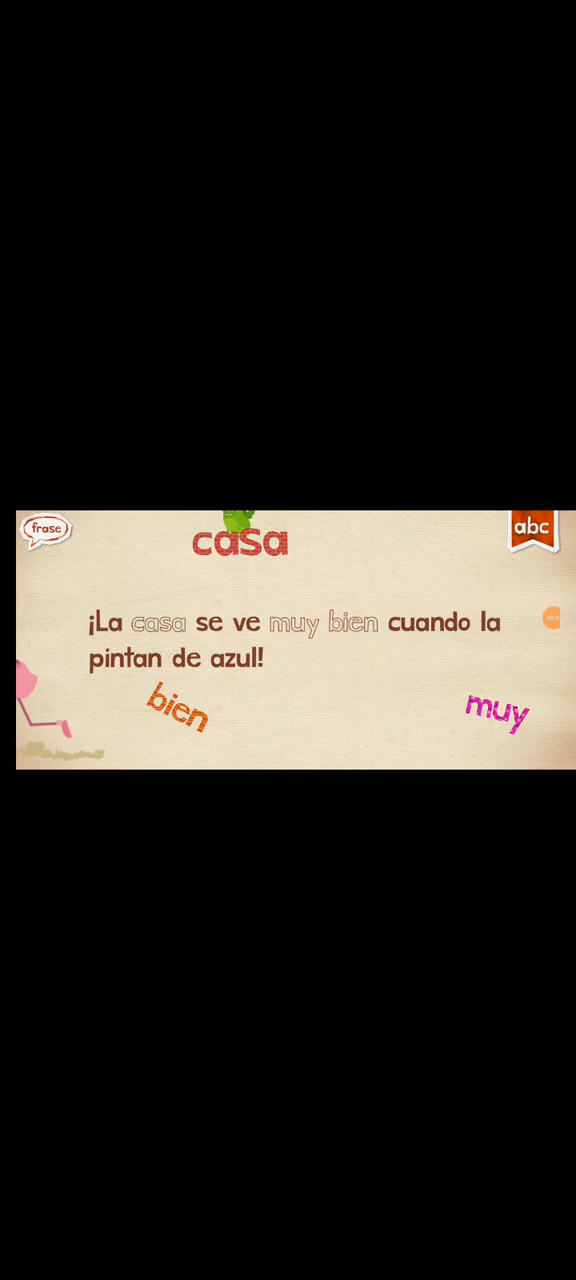 frase
casa
abc
¡La casa se ve muy bien cuando la
pintan de azul!
bien
muy